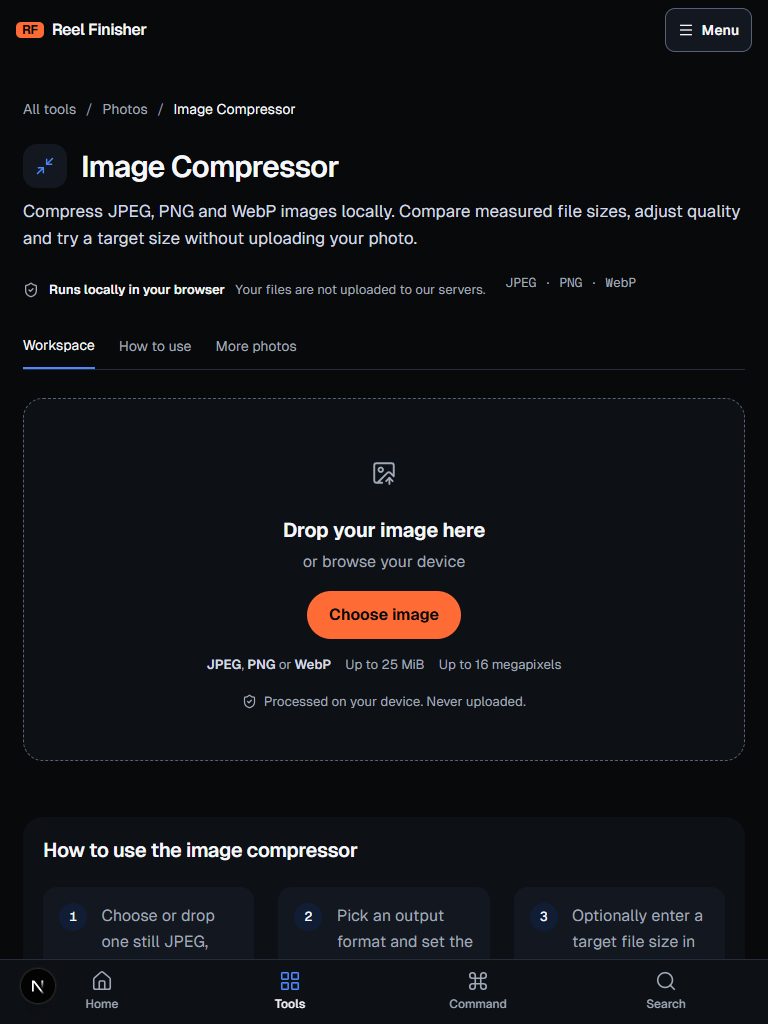 RF Reel Finisher
Menu
All tools / Photos / Image Compressor
Image Compressor
Compress JPEG, PNG and WebP images locally. Compare measured file sizes, adjust quality
and try a target size without uploading your photo.
Runs locally in your browser Your files are not uploaded to our servers. JPEG · PNG · WebP
Workspace How to use More photos
Drop your image here
or browse your device
Choose image
JPEG, PNG or WebP Up to 25 MiB Up to 16 megapixels
Processed on your device. Never uploaded.
How to use the image compressor
1 Choose or drop
one still JPEG,
2 Pick an output
format and set the
3 Optionally enter a
target file size in
N
Home
Tools
Command
Search